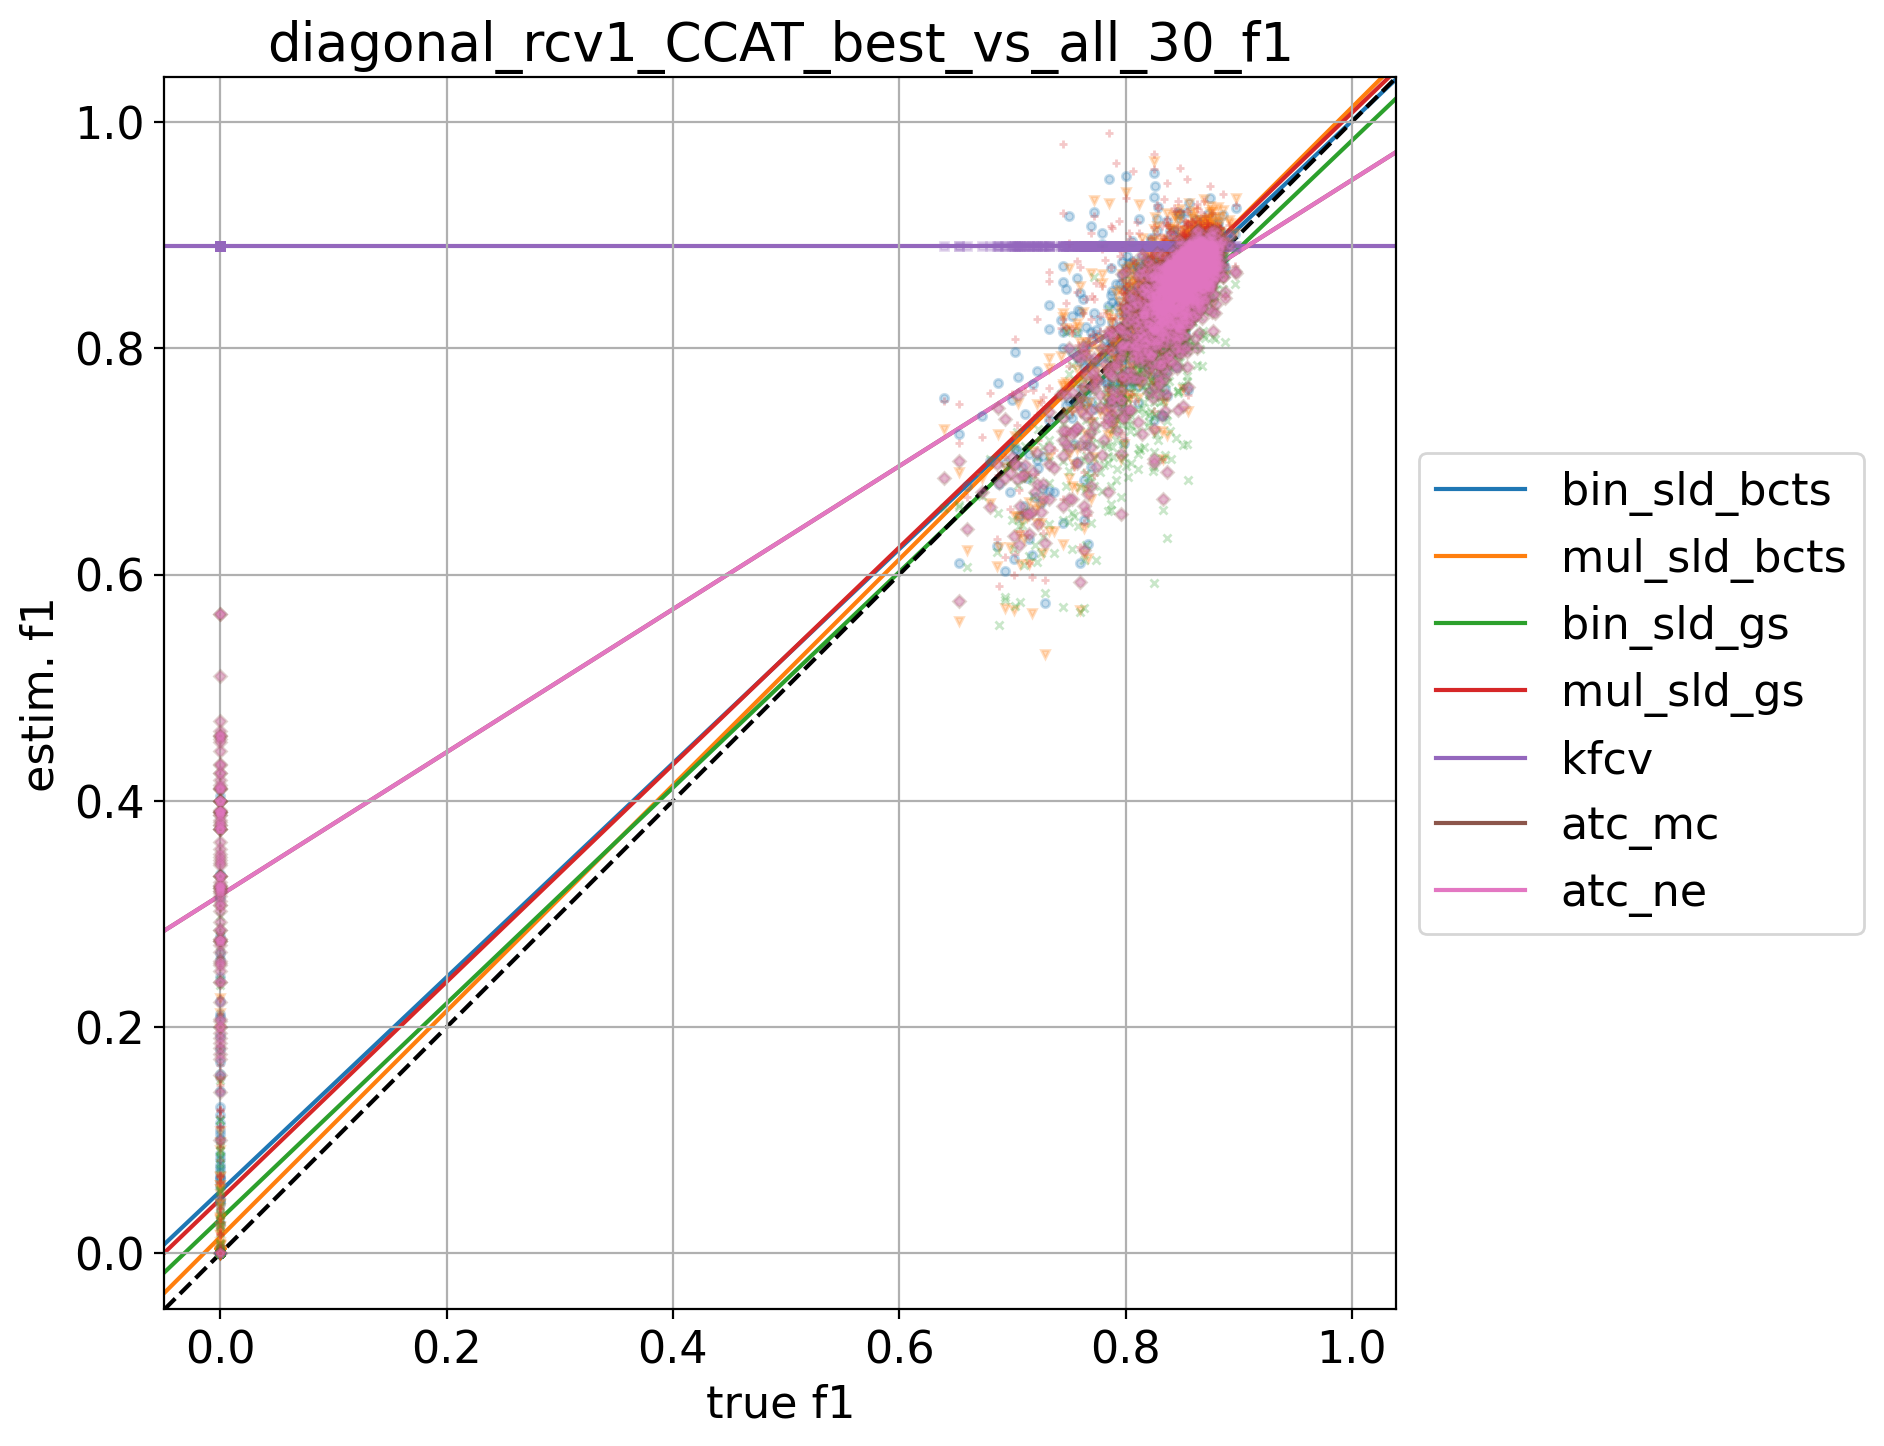 diagonal_rcv1_CCAT_best_vs_all_30_f1
1.0
0.8
0.6
0.4
0.2
0.0
estim. f1
0.0 0.2 0.4 0.6 0.8 1.0
true f1
bin_sld_bcts
mul_sld_bcts
bin_sld_gs
mul_sld_gs
kfcv
atc_mc
atc_ne